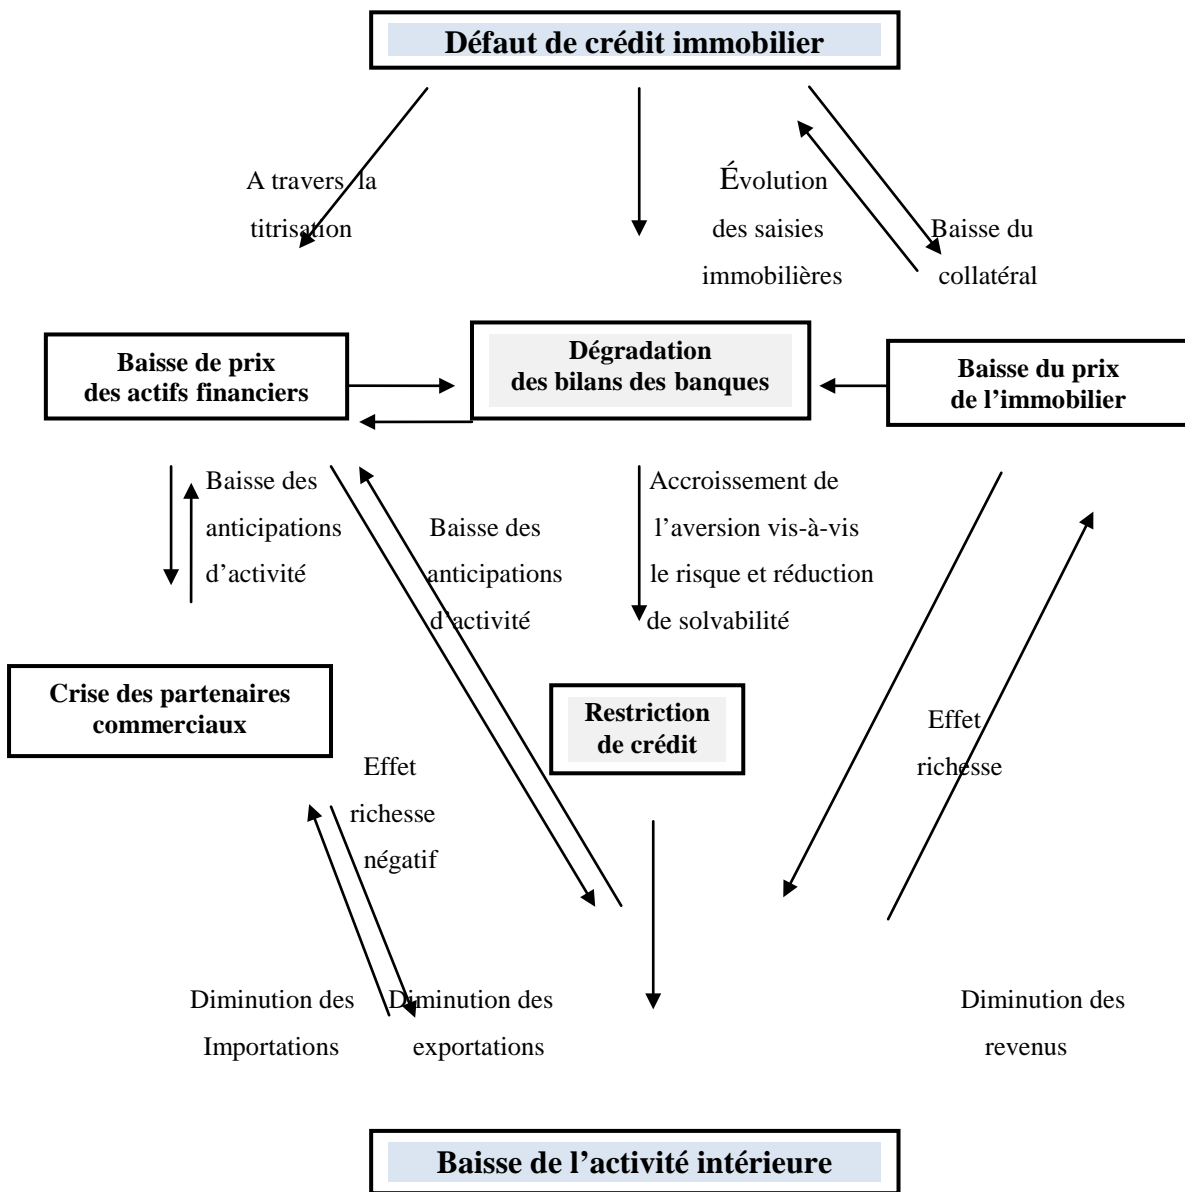 Défaut de crédit immobilier
A travers la
titrisation
Évolution
des saisies
immobilières
Baisse du
collatéral
Baisse de prix
des actifs financiers
Dégradation
des bilans des banques
Baisse du prix
de l’immobilier
Baisse des
anticipations
d’activité
Baisse des
anticipations
d’activité
Accroissement de
l’aversion vis-à-vis
le risque et réduction
de solvabilité
Crise des partenaires
commerciaux
Restriction
de crédit
Effet
richesse
Effet
richesse
négatif
Diminution des
Importations
Diminution des
exportations
Diminution des
revenus
Baisse de l’activité intérieure